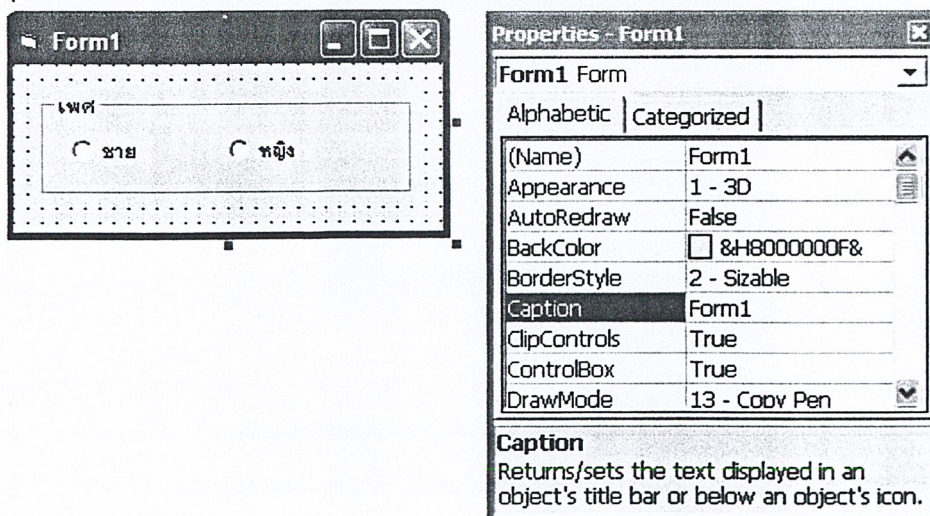 Form1
เพศ
ชาย หญิง
Properties - Form1
Form1 Form
Alphabetic Categorized
(Name) Form1
Appearance 1 - 3D
AutoRedraw False
BackColor &H8000000F&
BorderStyle 2 - Sizable
Caption Form1
ClipControls True
ControlBox True
DrawMode 13 - Copy Pen
Caption
Returns/sets the text displayed in an
object's title bar or below an object's icon.